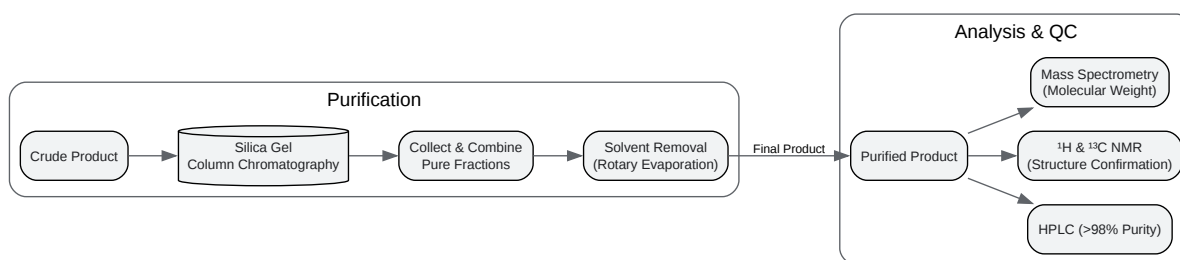 Analysis & QC
Purification
Crude Product
Silica Gel
Column Chromatography
Collect & Combine
Pure Fractions
Solvent Removal
(Rotary Evaporation)
Final Product
Purified Product
Mass Spectrometry
(Molecular Weight)
¹H & ¹³C NMR
(Structure Confirmation)
HPLC (>98% Purity)